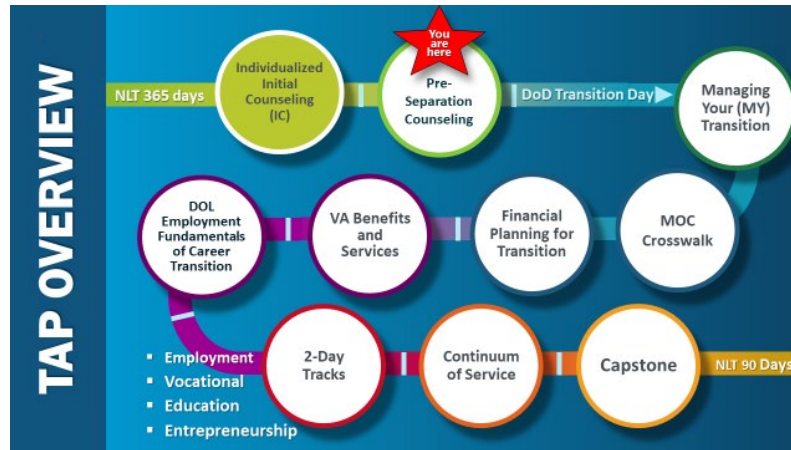 TAP OVERVIEW
You
are
here
NLT 365 days
Individualized
Initial
Counseling
(IC)
Pre-
Separation
Counseling
DoD Transition Day
Managing
Your (MY)
Transition
DOL
Employment
Fundamentals
of Career
Transition
VA Benefits
and
Services
Financial
Planning for
Transition
MOC
Crosswalk
▪ Employment
▪ Vocational
▪ Education
▪ Entrepreneurship
2-Day
Tracks
Continuum
of Service
Capstone
NLT 90 Days